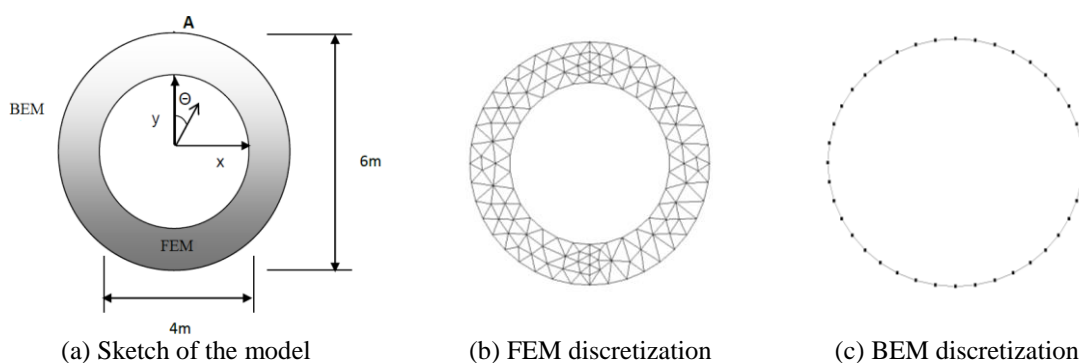 A
BEM
Θ
y
x
6m
FEM
4m
(a) Sketch of the model
(b) FEM discretization
(c) BEM discretization